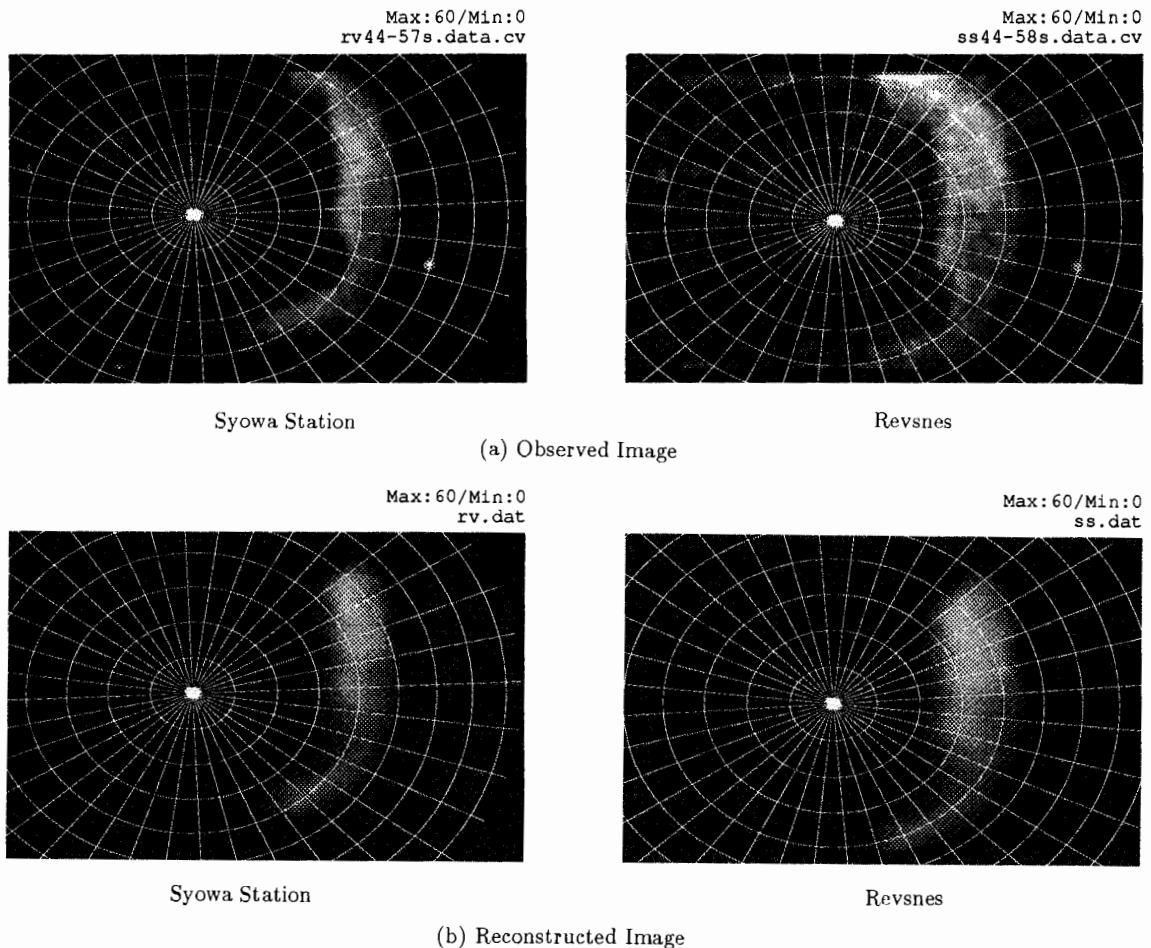 Max:60/Min:0
rv44-57s.data.cv
Max:60/Min:0
ss44-58s.data.cv
Syowa Station
Revsnes
(a) Observed Image
Max:60/Min:0
rv.dat
Max:60/Min:0
ss.dat
Syowa Station
Revsnes
(b) Reconstructed Image